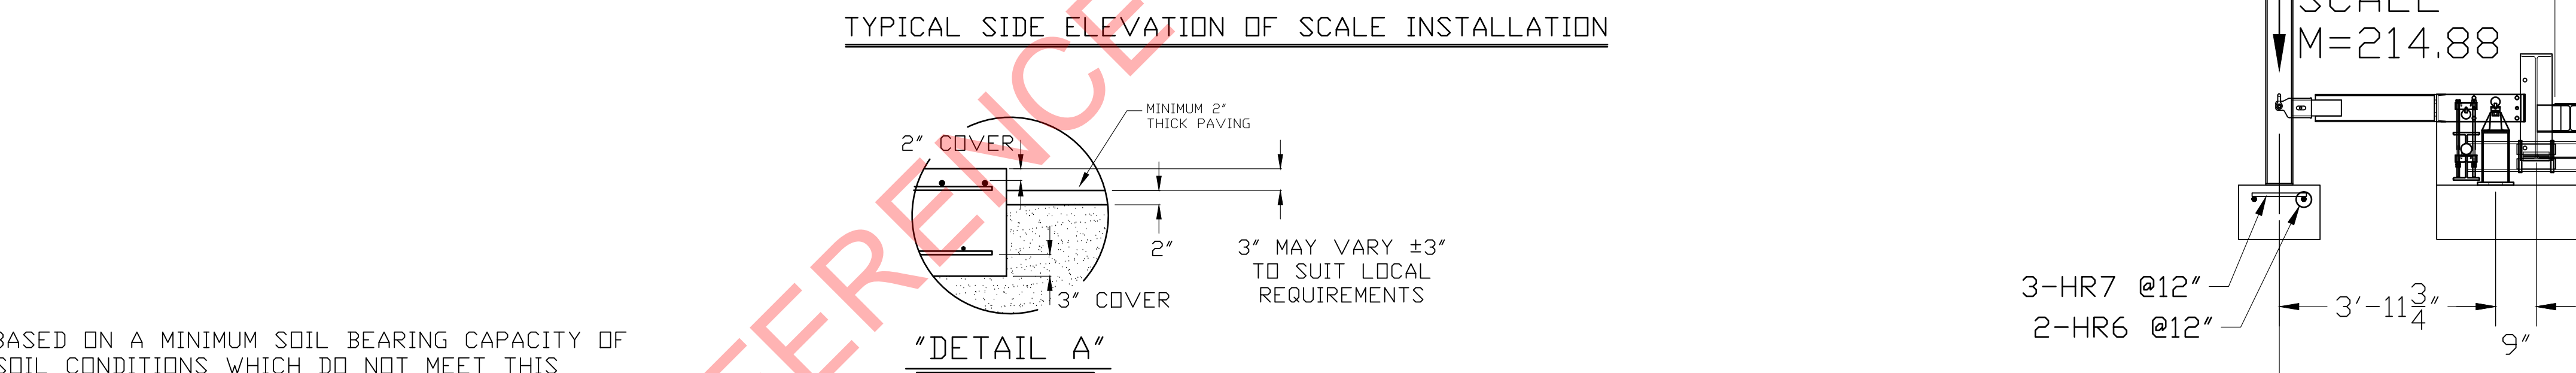 TYPICAL SIDE ELEVATION OF SCALE INSTALLATION
SCALE
M=214.88
MINIMUM 2"
THICK PAVING
2" COVER
2"
3" MAY VARY ±3"
TO SUIT LOCAL
REQUIREMENTS
3" COVER
"DETAIL A"
3-HR7 @12"
2-HR6 @12"
3'-11 3/4"
9"
BASED ON A MINIMUM SOIL BEARING CAPACITY OF
SOIL CONDITIONS WHICH DO NOT MEET THIS
TERENCE